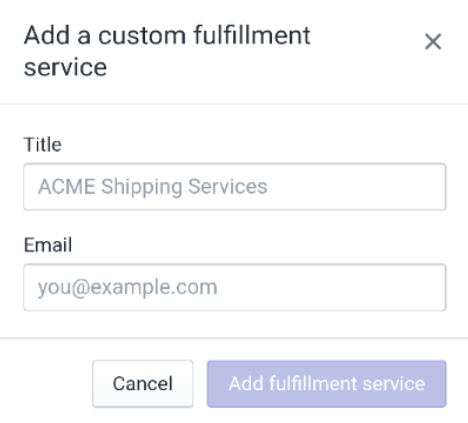 Add a custom fulfillment
service
Title
ACME Shipping Services
Email
you@example.com
Cancel
Add fulfillment service